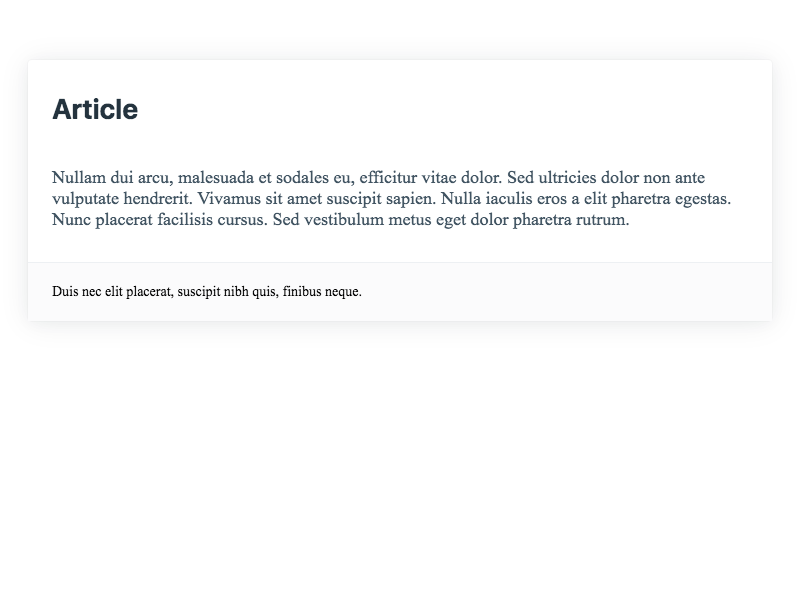 Article
Nullam dui arcu, malesuada et sodales eu, efficitur vitae dolor. Sed ultricies dolor non ante
vulputate hendrerit. Vivamus sit amet suscipit sapien. Nulla iaculis eros a elit pharetra egestas.
Nunc placerat facilisis cursus. Sed vestibulum metus eget dolor pharetra rutrum.
Duis nec elit placerat, suscipit nibh quis, finibus neque.